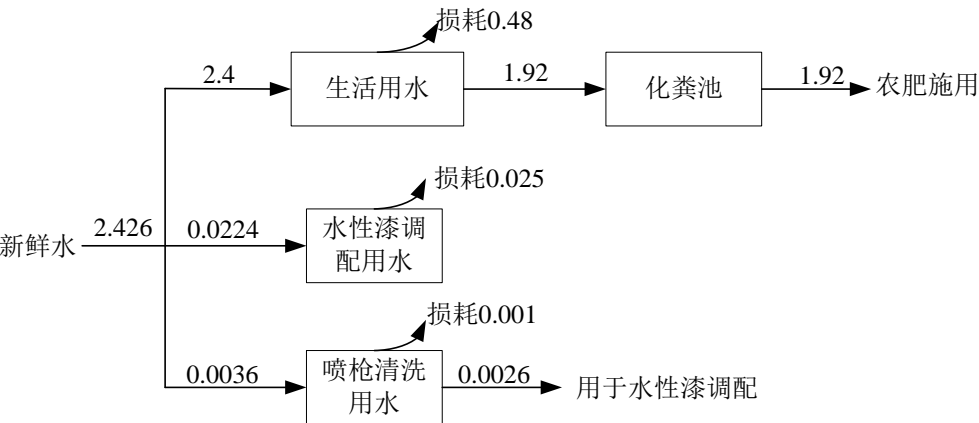 损耗0.48
2.4
生活用水
1.92
化粪池
1.92
农肥施用
损耗0.025
新鲜水
2.426
0.0224
水性漆调
配用水
损耗0.001
0.0036
喷枪清洗
用水
0.0026
用于水性漆调配